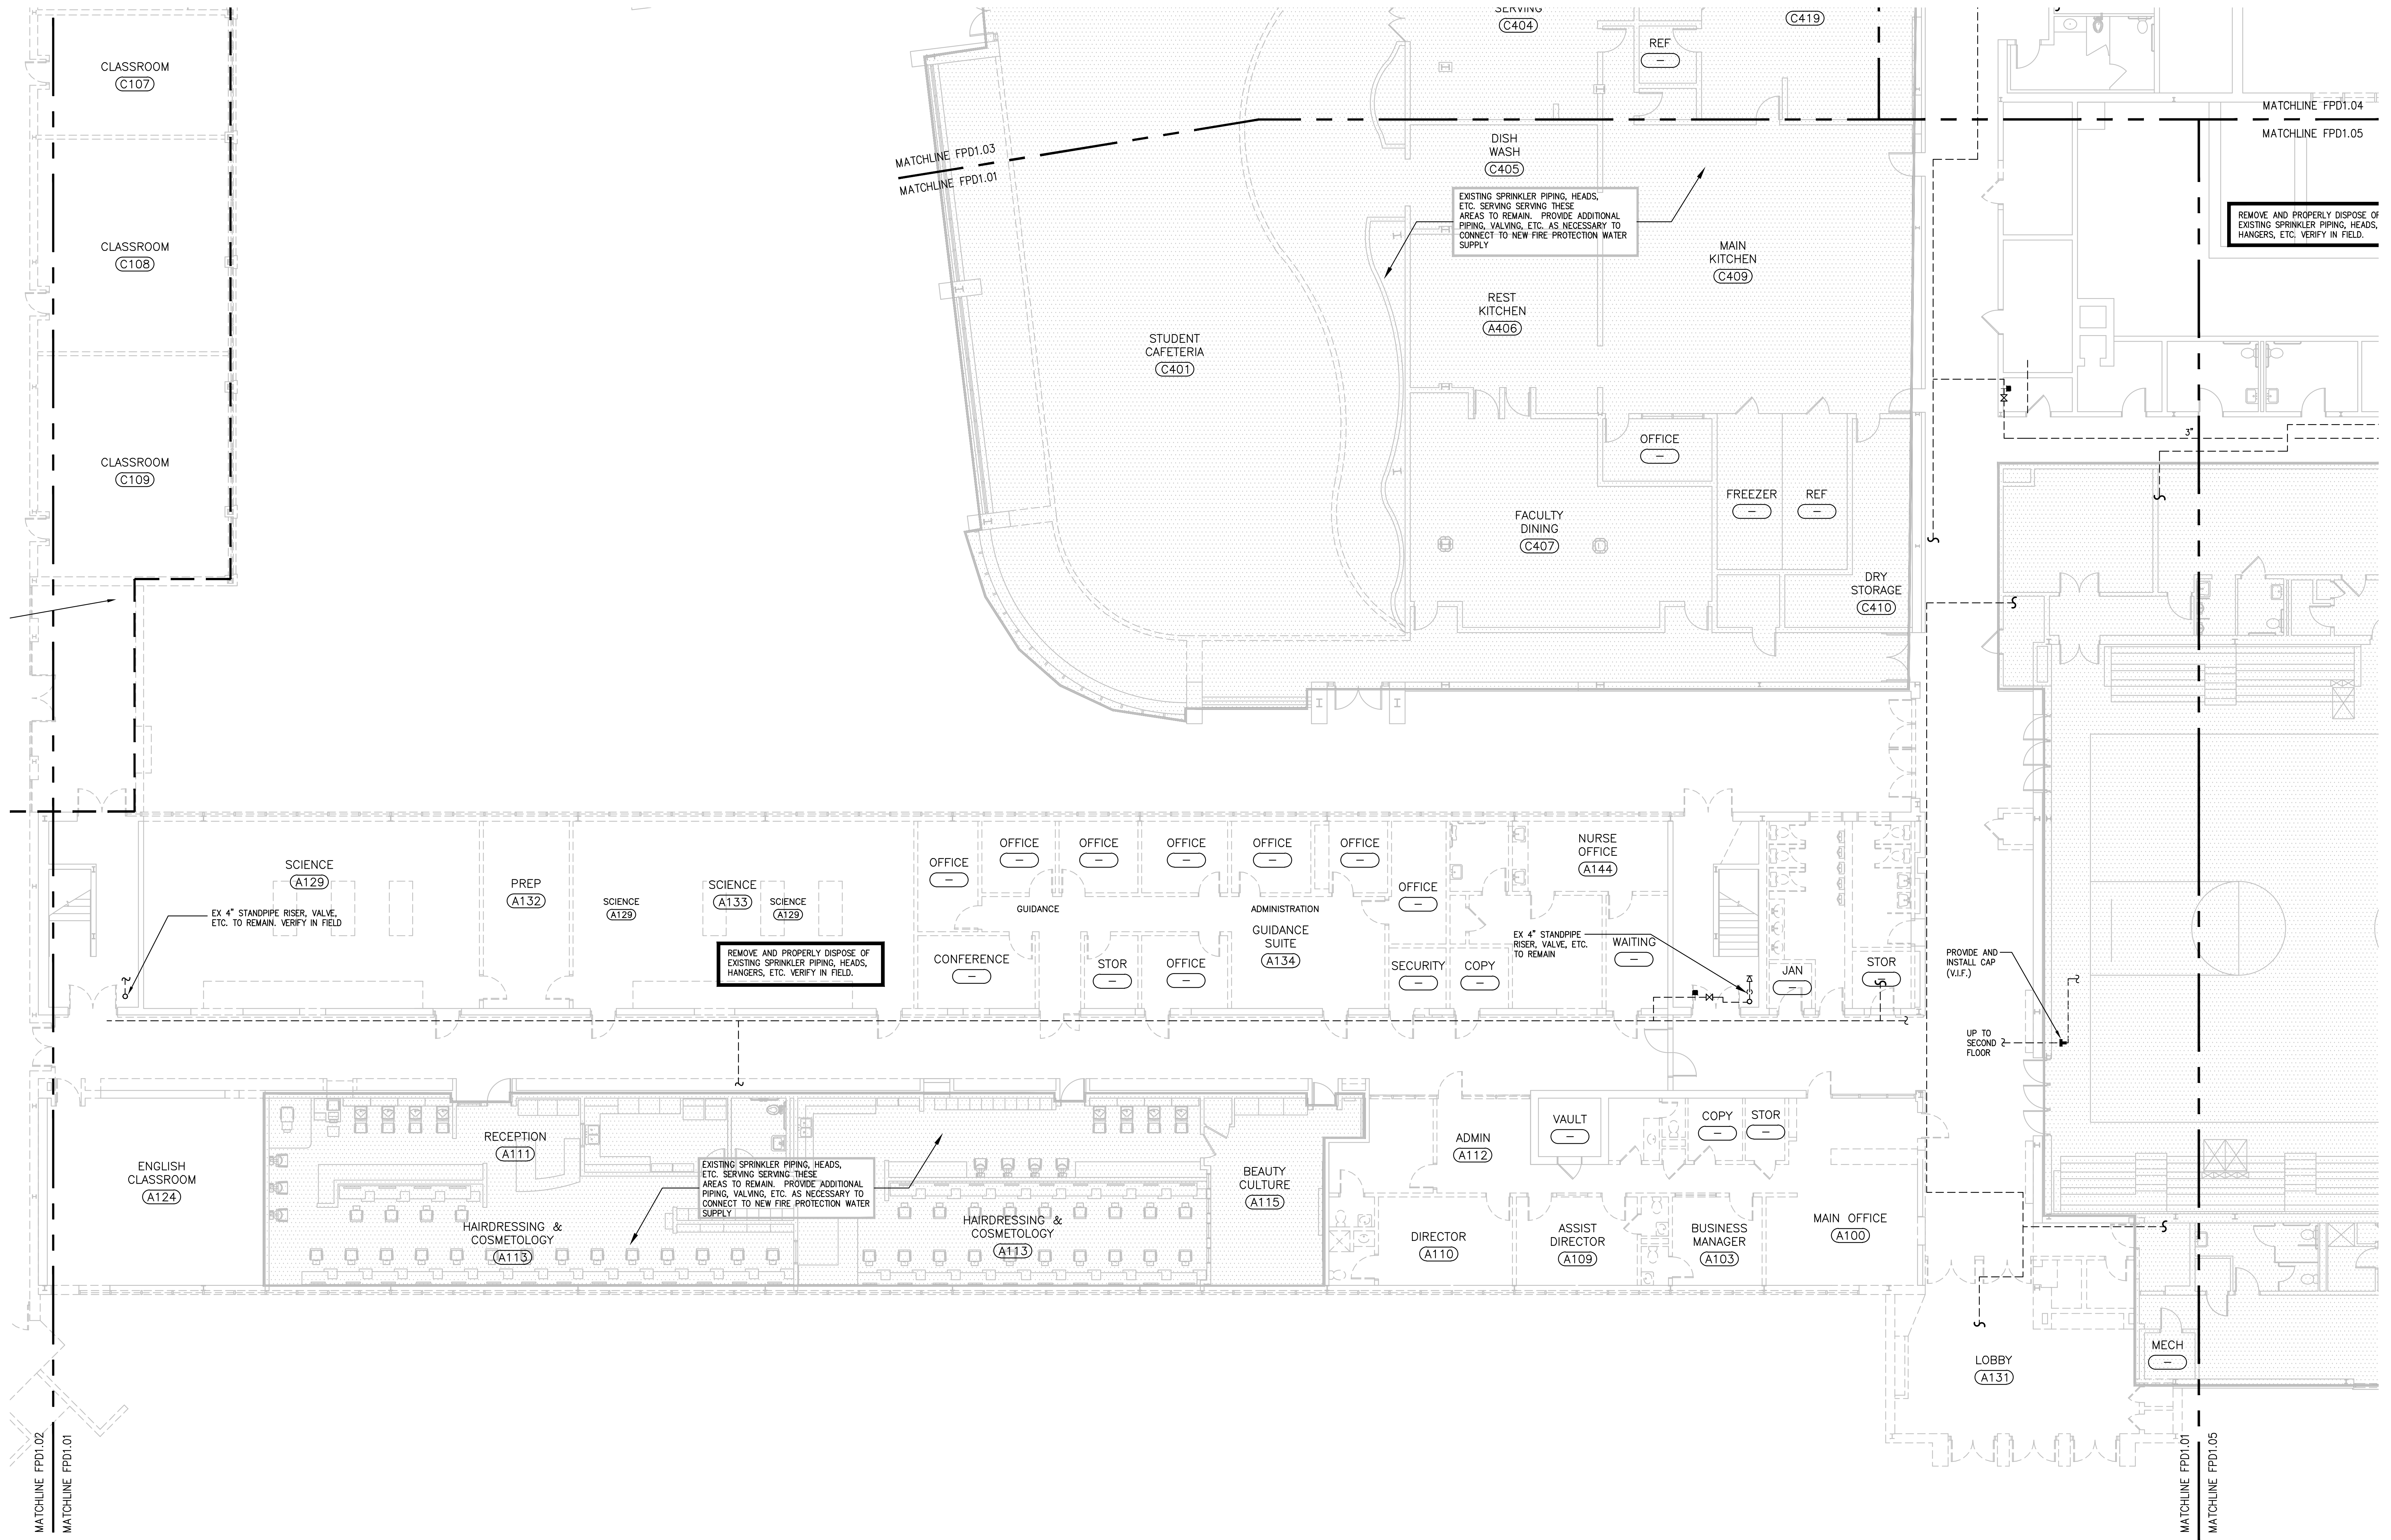 CLASSROOM
C107
CLASSROOM
C108
CLASSROOM
C109
C404
C419
REF
-
MATCHLINE FPD1.04
MATCHLINE FPD1.05
MATCHLINE FPD1.03
MATCHLINE FPD1.01
DISH
WASH
C405
EXISTING SPRINKLER PIPING, HEADS,
ETC. SERVING SERVING THESE
AREAS TO REMAIN. PROVIDE ADDITIONAL
PIPING, VALVING, ETC. AS NECESSARY TO
CONNECT TO NEW FIRE PROTECTION WATER
SUPPLY
REMOVE AND PROPERLY DISPOSE OF
EXISTING SPRINKLER PIPING, HEADS,
HANGERS, ETC. VERIFY IN FIELD.
MAIN
KITCHEN
C409
REST
KITCHEN
A406
STUDENT
CAFETERIA
C401
3"
OFFICE
-
FREEZER
-
REF
-
FACULTY
DINING
C407
DRY
STORAGE
C410
SCIENCE
A129
PREP
A132
SCIENCE
A129
SCIENCE
A133
SCIENCE
A129
OFFICE
-
OFFICE
-
OFFICE
-
OFFICE
-
OFFICE
-
OFFICE
-
OFFICE
-
NURSE
OFFICE
A144
GUIDANCE
ADMINISTRATION
GUIDANCE
SUITE
A134
EX 4" STANDPIPE RISER, VALVE,
ETC. TO REMAIN. VERIFY IN FIELD
REMOVE AND PROPERLY DISPOSE OF
EXISTING SPRINKLER PIPING, HEADS,
HANGERS, ETC. VERIFY IN FIELD.
CONFERENCE
-
STOR
-
OFFICE
-
SECURITY
-
COPY
-
EX 4" STANDPIPE
RISER, VALVE, ETC.
TO REMAIN
WAITING
-
JAN
-
STOR
-
PROVIDE AND
INSTALL CAP
(V.I.F.)
UP TO
SECOND
FLOOR
ENGLISH
CLASSROOM
A124
RECEPTION
A111
EXISTING SPRINKLER PIPING, HEADS,
ETC. SERVING SERVING THESE
AREAS TO REMAIN. PROVIDE ADDITIONAL
PIPING, VALVING, ETC. AS NECESSARY TO
CONNECT TO NEW FIRE PROTECTION WATER
SUPPLY
HAIRDRESSING &
COSMETOLOGY
A113
HAIRDRESSING &
COSMETOLOGY
A113
BEAUTY
CULTURE
A115
ADMIN
A112
VAULT
-
COPY
-
STOR
-
DIRECTOR
A110
ASSIST
DIRECTOR
A109
BUSINESS
MANAGER
A103
MAIN OFFICE
A100
LOBBY
A131
MECH
-
MATCHLINE FPD1.02
MATCHLINE FPD1.01
MATCHLINE FPD1.01
MATCHLINE FPD1.05